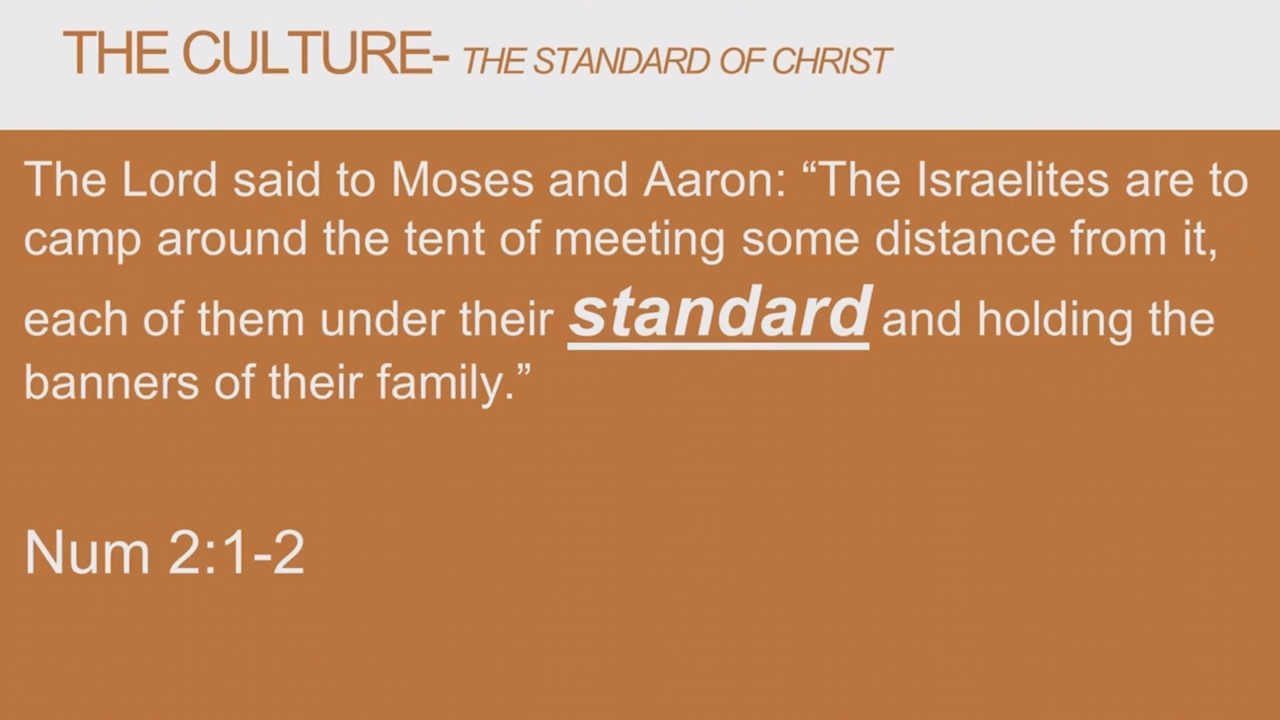 THE CULTURE- THE STANDARD OF CHRIST
The Lord said to Moses and Aaron: “The Israelites are to
camp around the tent of meeting some distance from it,
each of them under their standard and holding the
banners of their family.”
Num 2:1-2